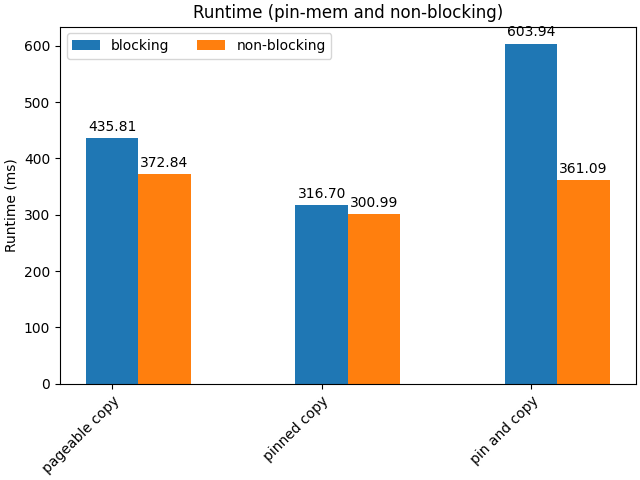 Runtime (pin-mem and non-blocking)
blocking
non-blocking
Runtime (ms)
600
500
400
300
200
100
0
435.81
372.84
316.70
300.99
603.94
361.09
pageable copy
pinned copy
pin and copy